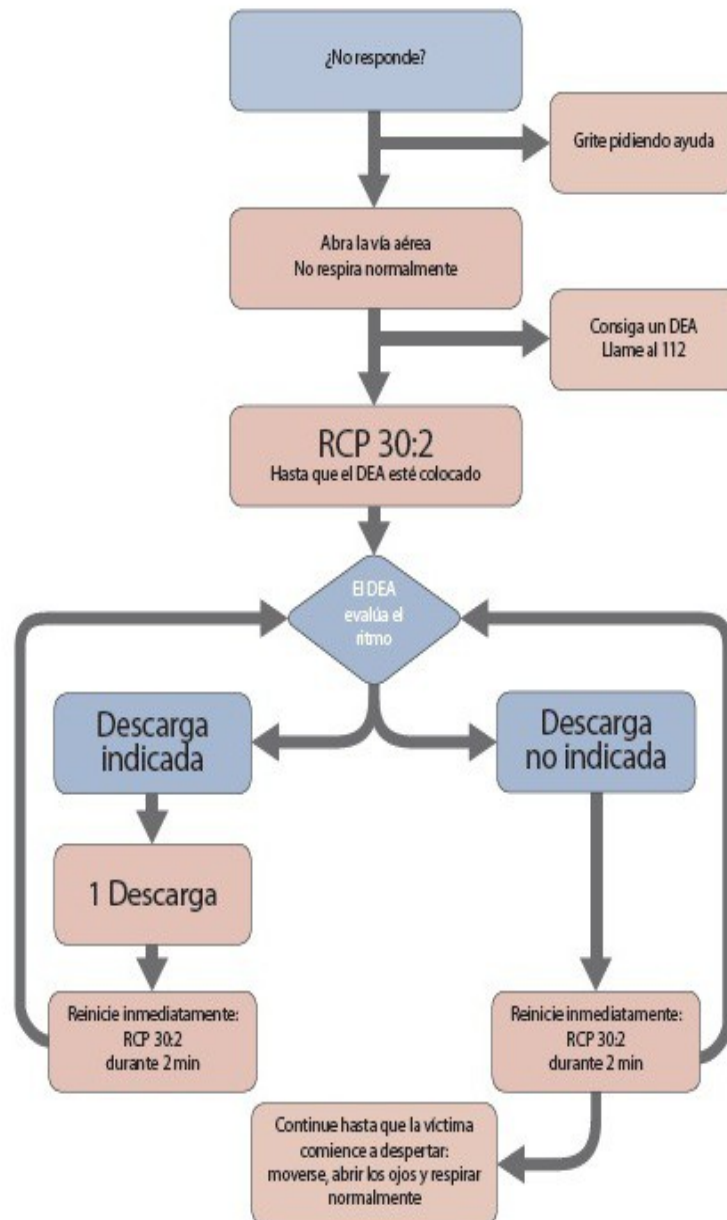 ¿No responde?
Grite pidiendo ayuda
Abra la vía aérea
No respira normalmente
Consiga un DEA
Llame al 112
RCP 30:2
Hasta que el DEA esté colocado
El DEA
evalúa el
ritmo
Descarga
indicada
Descarga
no indicada
1 Descarga
Reinicie inmediatamente:
RCP 30:2
durante 2 min
Reinicie inmediatamente:
RCP 30:2
durante 2 min
Continue hasta que la víctima
comience a despertar:
moverse, abrir los ojos y respirar
normalmente